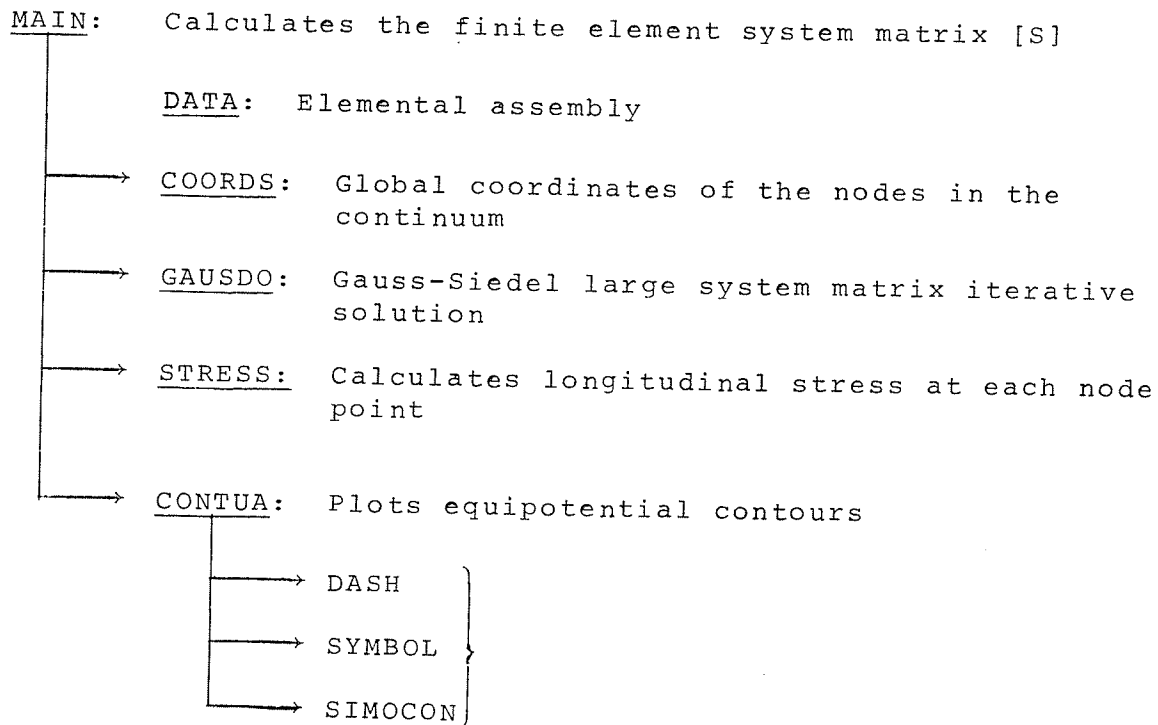 MAIN: Calculates the finite element system matrix [S]
DATA: Elemental assembly
COORDS: Global coordinates of the nodes in the
continuum
GAUSDO: Gauss-Siedel large system matrix iterative
solution
STRESS: Calculates longitudinal stress at each node
point
CONTUA: Plots equipotential contours
DASH
SYMBOL
SIMOCON